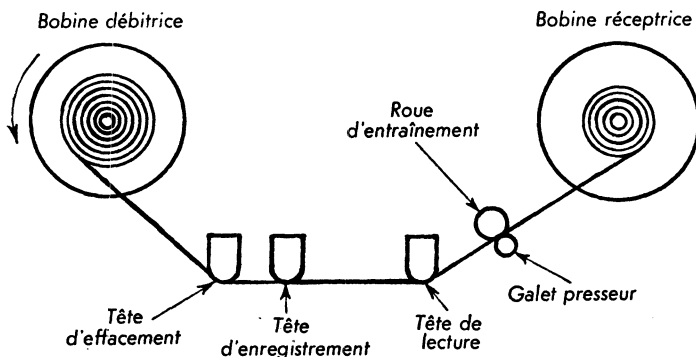 Bobine débitrice
Bobine réceptrice
Roue
d'entraînement
Galet presseur
Tête
d'effacement
Tête
d'enregistrement
Tête de
lecture